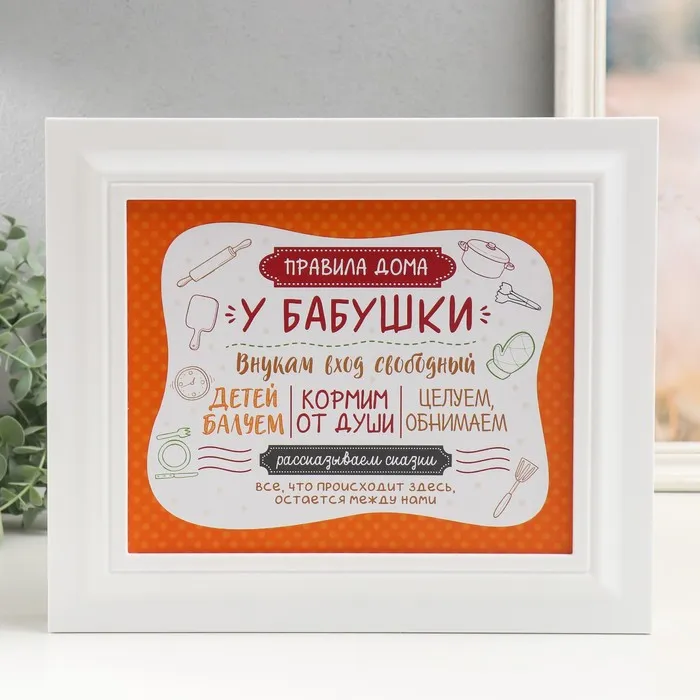 ПРАВИЛА ДОМА
У БАБУШКИ
Внукам вход свободный
ДЕТЕЙ БАЛУЕМ
КОРМИМ ОТ ДУШИ
ЦЕЛУЕМ, ОБНИМАЕМ
рассказываем сказки
ВСЕ, ЧТО ПРОИСХОДИТ ЗДЕСЬ,
ОСТАЕТСЯ МЕЖДУ НАМИ